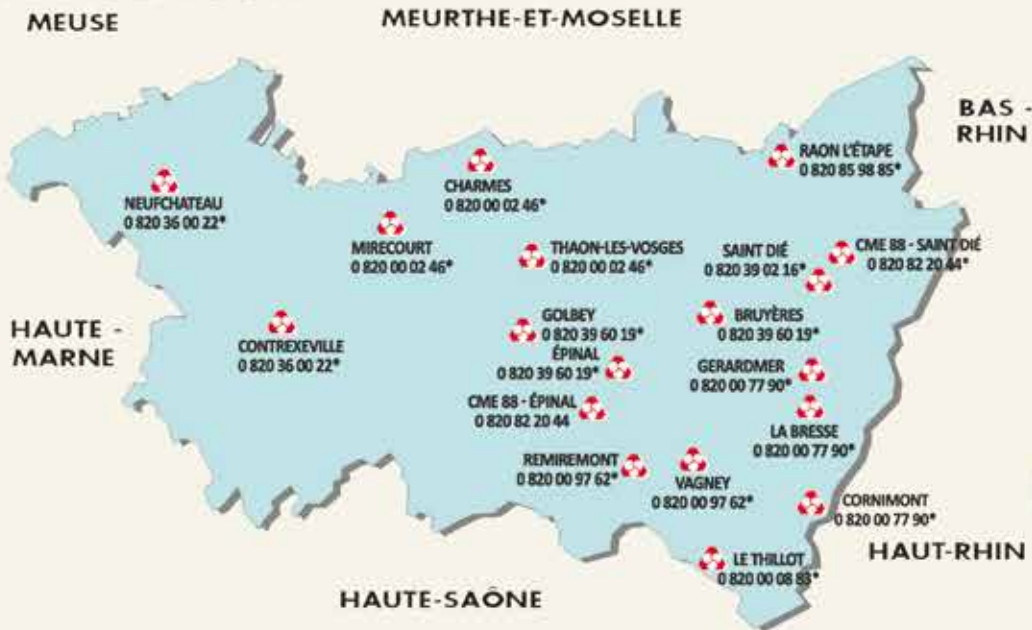 MEUSE
MEURTHE-ET-MOSELLE
BAS -
RHIN
RAON L'ÉTAPE
0 820 85 98 85*
CHARMES
0 820 00 02 46*
NEUFCHATEAU
0 820 36 00 22*
MIRECOURT
0 820 00 02 46*
THAON-LES-VOSGES
0 820 00 02 46*
SAINT DIÉ
0 820 39 02 16*
CME 88 - SAINT DIÉ
0 820 82 20 44*
HAUTE -
MARNE
CONTREXEVILLE
0 820 36 00 22*
GOLBEY
0 820 39 60 19*
BRUYÈRES
0 820 39 60 19*
ÉPINAL
0 820 39 60 19*
GERARDMER
0 820 00 77 90*
CME 88 - ÉPINAL
0 820 82 20 44
LA BRESSE
0 820 00 77 90*
REMIREMONT
0 820 00 97 62*
VAGNEY
0 820 00 97 62*
CORNIMONT
0 820 00 77 90*
HAUT-RHIN
LE THILLOT
0 820 00 08 83*
HAUTE-SAÔNE